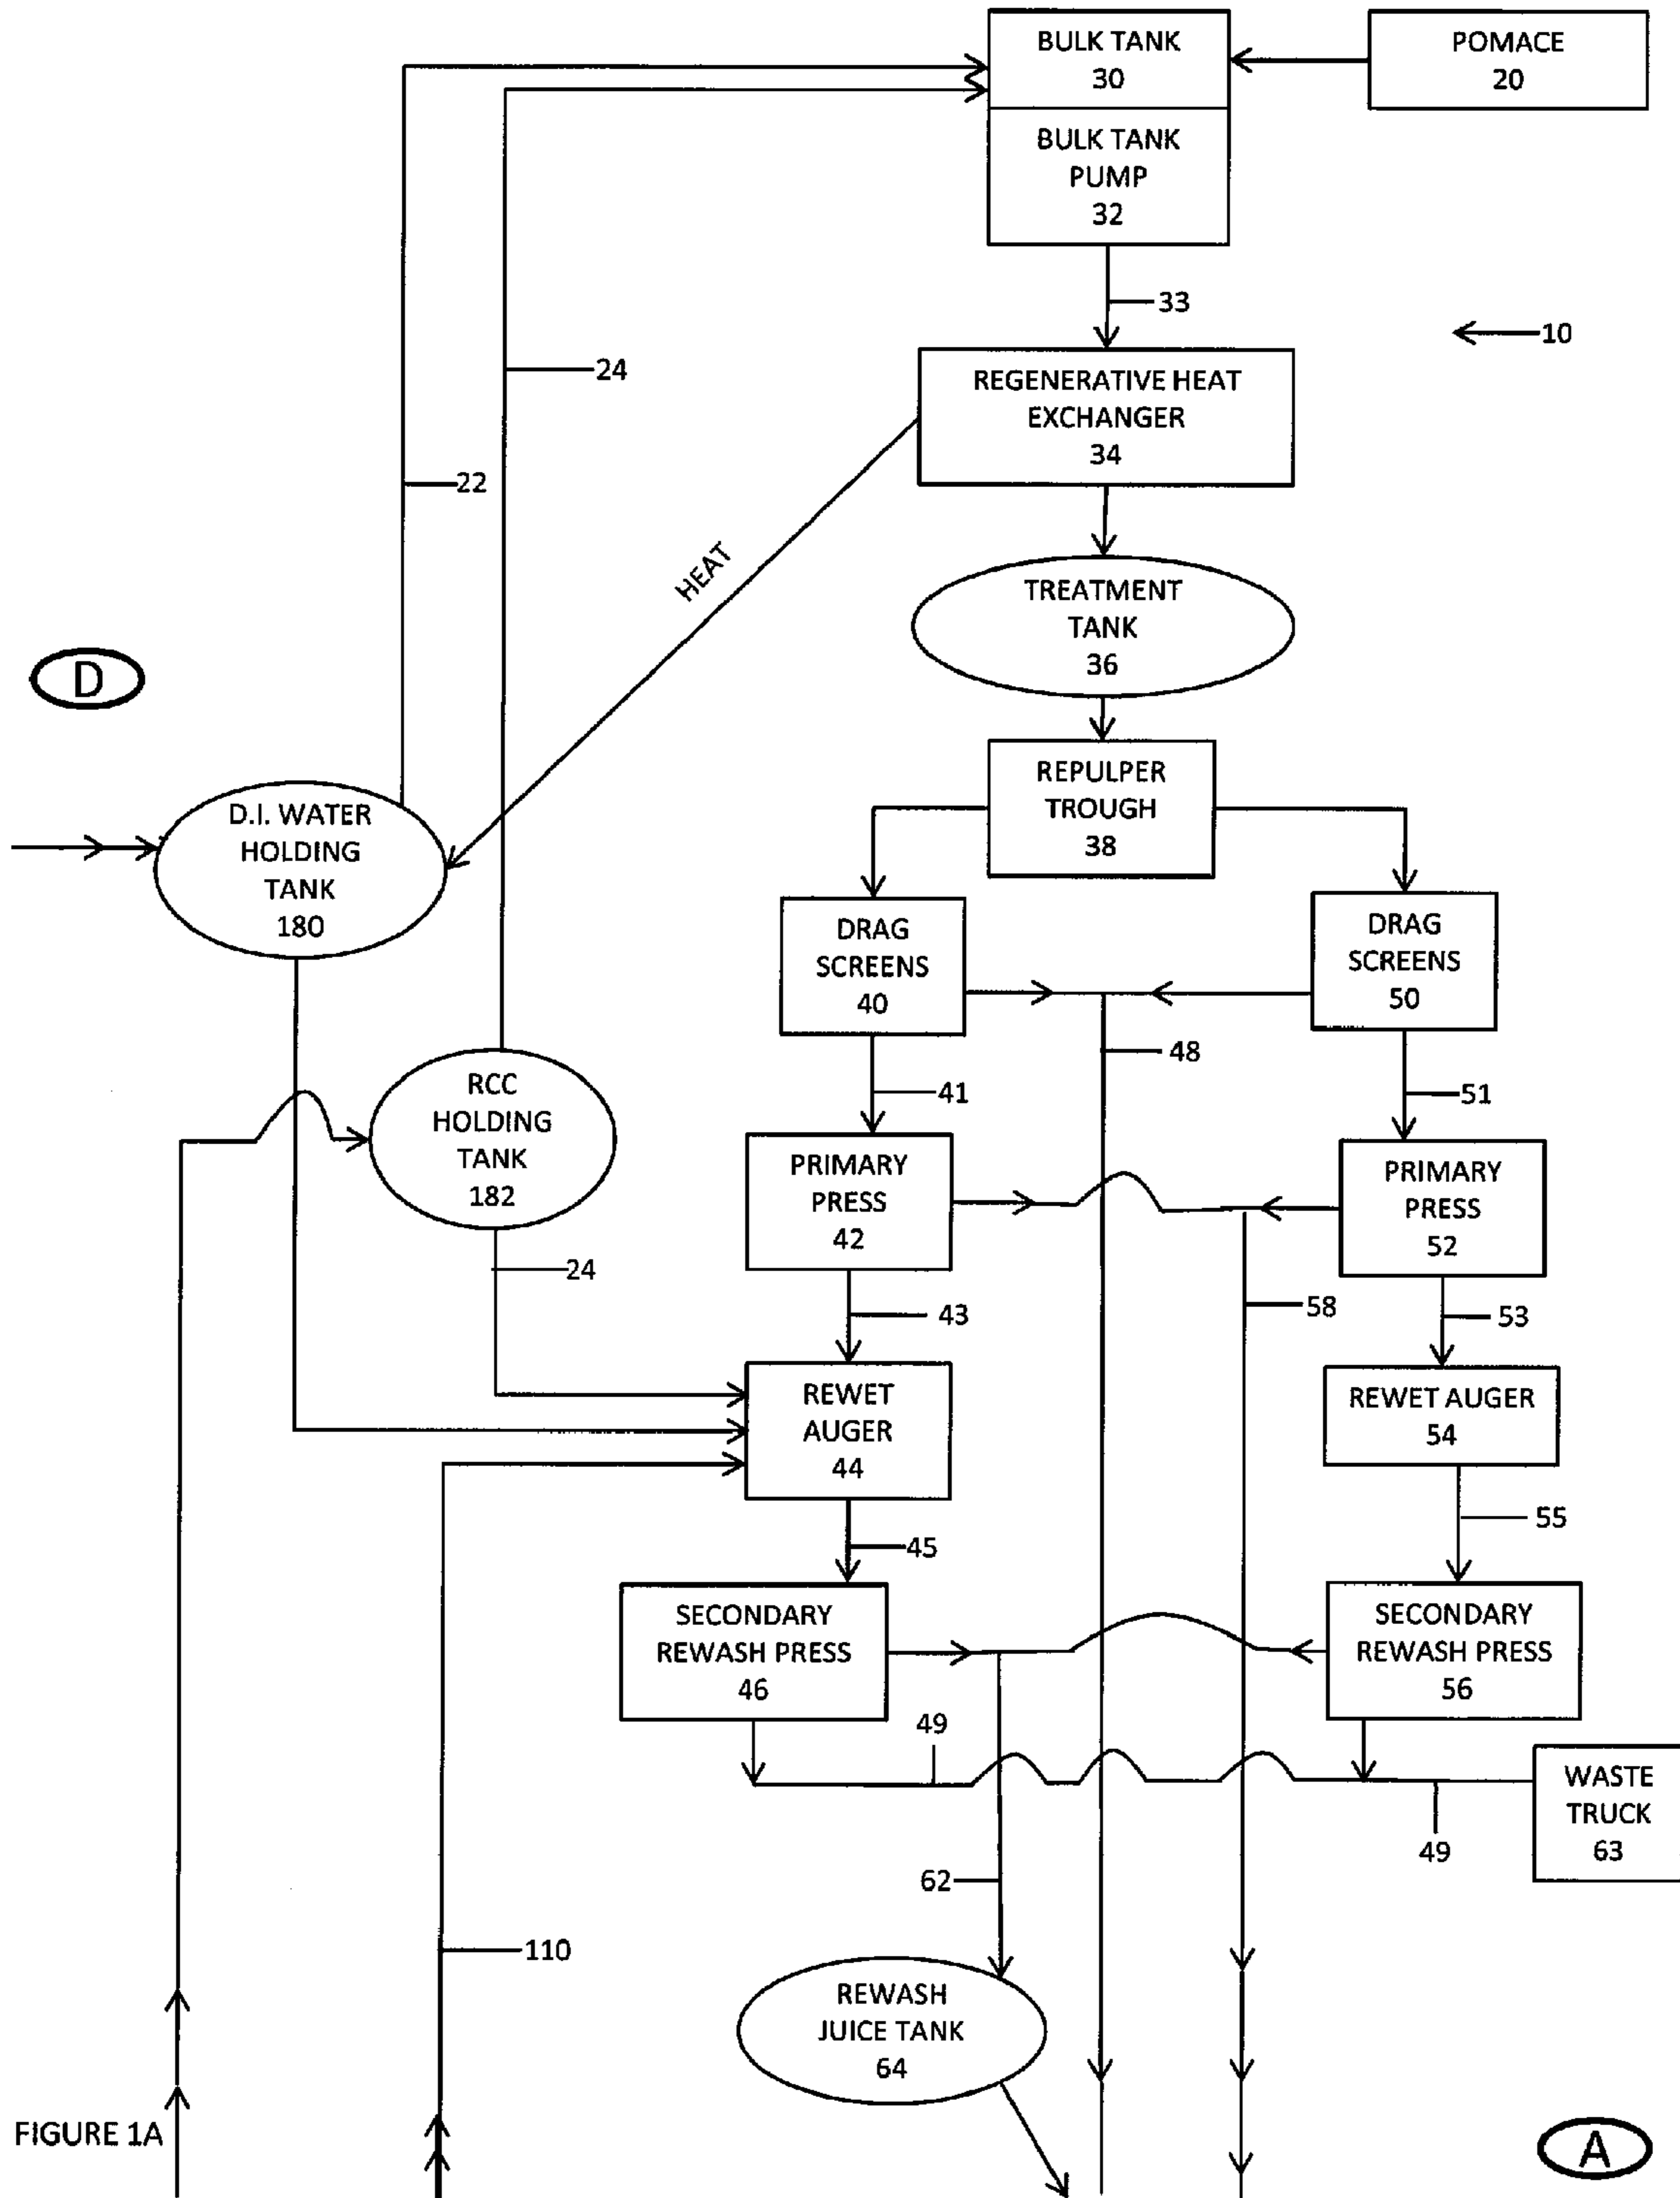 BULK TANK
30
POMACE
20
BULK TANK
PUMP
32
33
10
24
REGENERATIVE HEAT
EXCHANGER
34
22
HEAT
TREATMENT
TANK
36
D
REPULPER
TROUGH
38
D.I. WATER
HOLDING
TANK
180
DRAG
SCREENS
40
DRAG
SCREENS
50
48
RCC
HOLDING
TANK
182
41
51
PRIMARY
PRESS
42
PRIMARY
PRESS
52
24
43
58
53
REWET
AUGER
44
REWET AUGER
54
45
55
SECONDARY
REWASH PRESS
46
SECONDARY
REWASH PRESS
56
49
WASTE
TRUCK
63
49
62
110
REWASH
JUICE TANK
64
FIGURE 1A
A